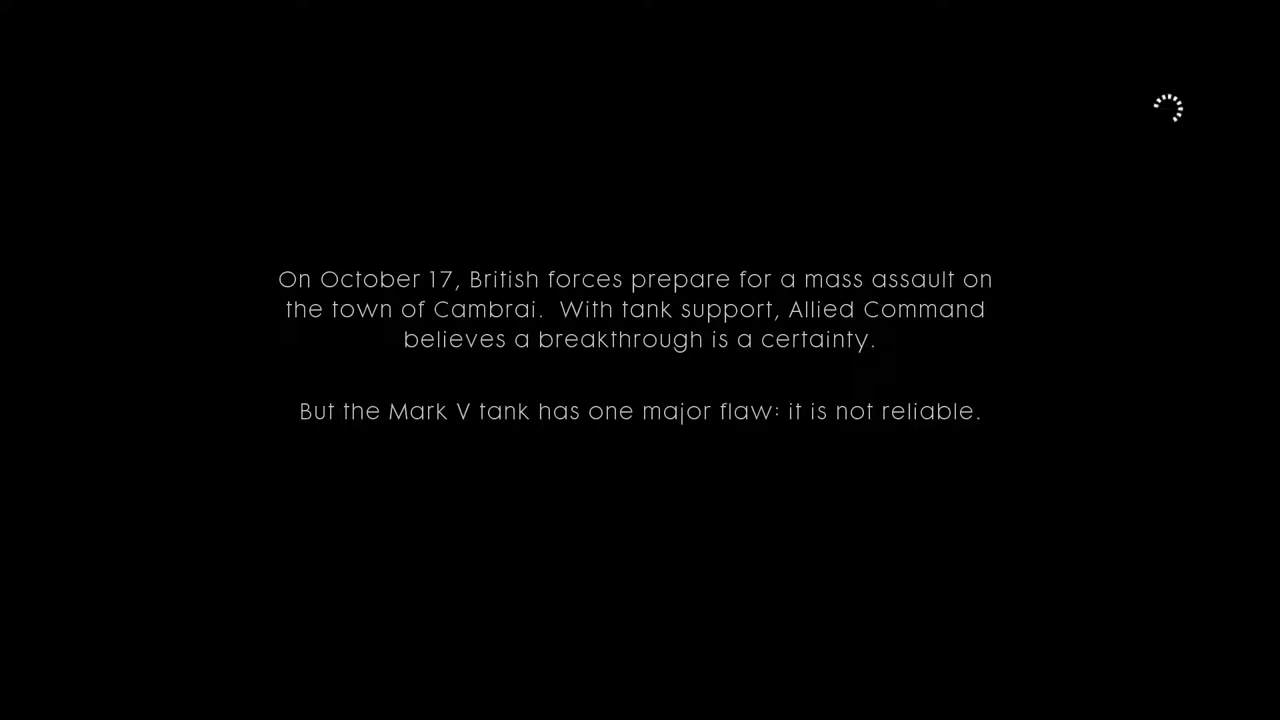 On October 17, British forces prepare for a mass assault on
the town of Cambrai.  With tank support, Allied Command
believes a breakthrough is a certainty.
But the Mark V tank has one major flaw: it is not reliable.